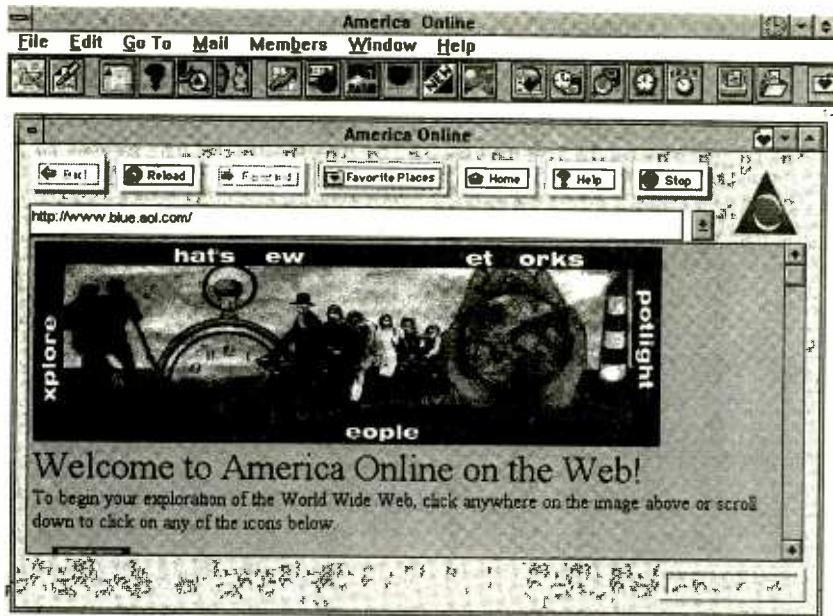 America Online
File Edit Go To Mail Members Window Help
NEW
America Online
Reload Favorite Places Home Help Stop
http://www.blue.aol.com/
hat's ew et orks
xplore
potlight
eople
Welcome to America Online on the Web!
To begin your exploration of the World Wide Web, click anywhere on the image above or scroll
down to click on any of the icons below.